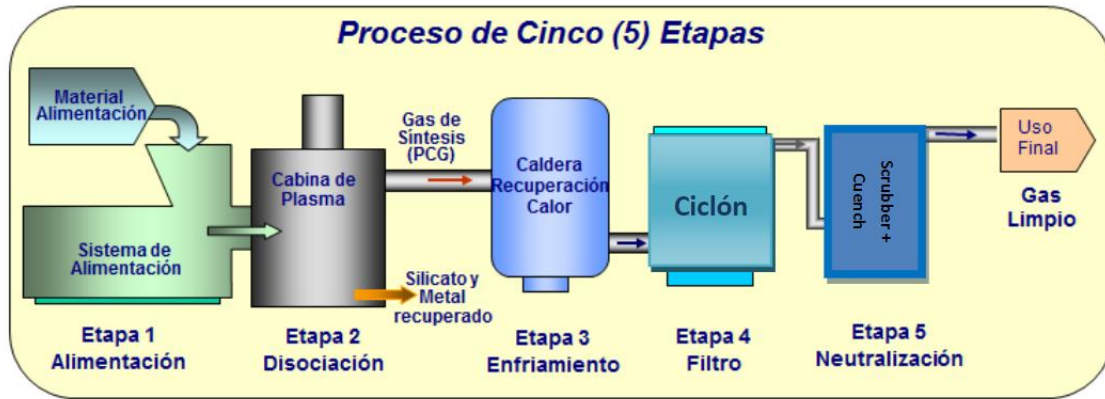 Proceso de Cinco (5) Etapas
Material
Alimentación
Sistema de
Alimentación
Etapa 1
Alimentación
Cabina de
Plasma
Silicato y
Metal
recuperado
Etapa 2
Disociación
Gas de
Síntesis
(PCG)
Caldera
Recuperación
Calor
Etapa 3
Enfriamiento
Ciclón
Etapa 4
Filtro
Scrubber +
Cuench
Etapa 5
Neutralización
Uso
Final
Gas
Limpio